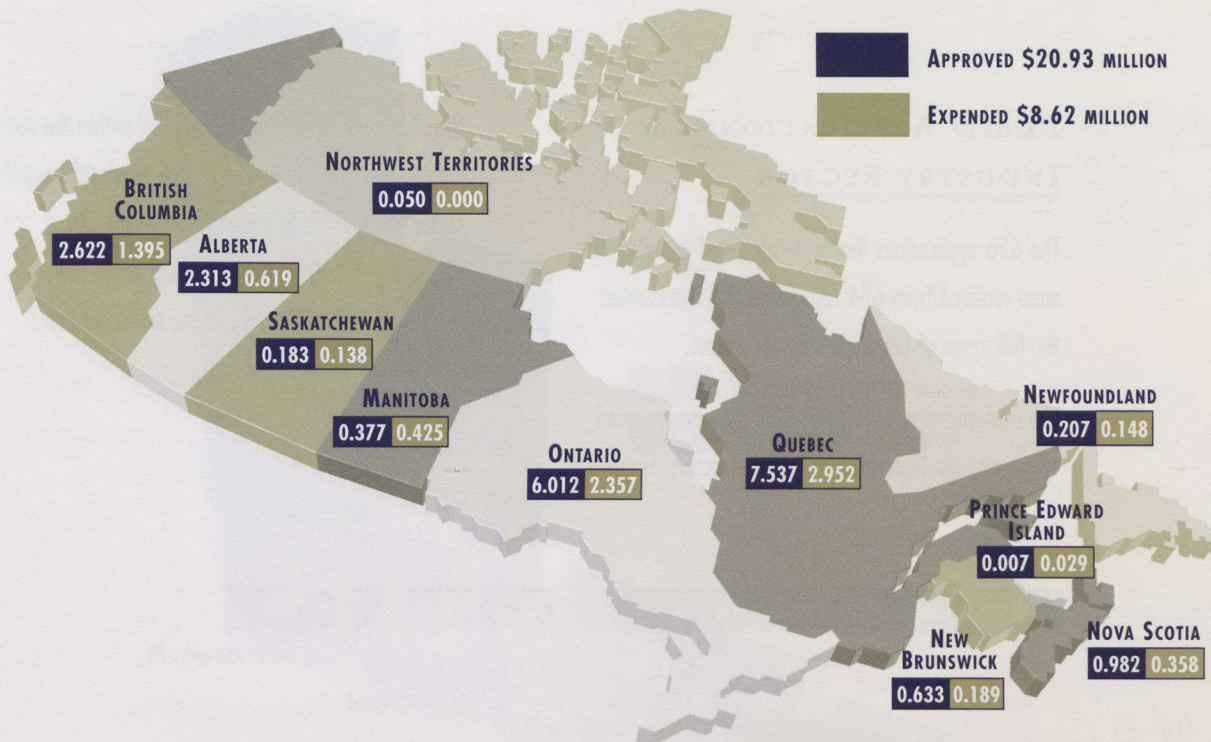 APPROVED $20.93 MILLION
EXPENDED $8.62 MILLION
NORTHWEST TERRITORIES
0.050 0.000
BRITISH
COLUMBIA
2.622 1.395
ALBERTA
2.313 0.619
SASKATCHEWAN
0.183 0.138
MANITOBA
0.377 0.425
ONTARIO
6.012 2.357
QUEBEC
7.537 2.952
NEWFOUNDLAND
0.207 0.148
PRINCE EDWARD
ISLAND
0.007 0.029
NEW
BRUNSWICK
0.633 0.189
NOVA SCOTIA
0.982 0.358